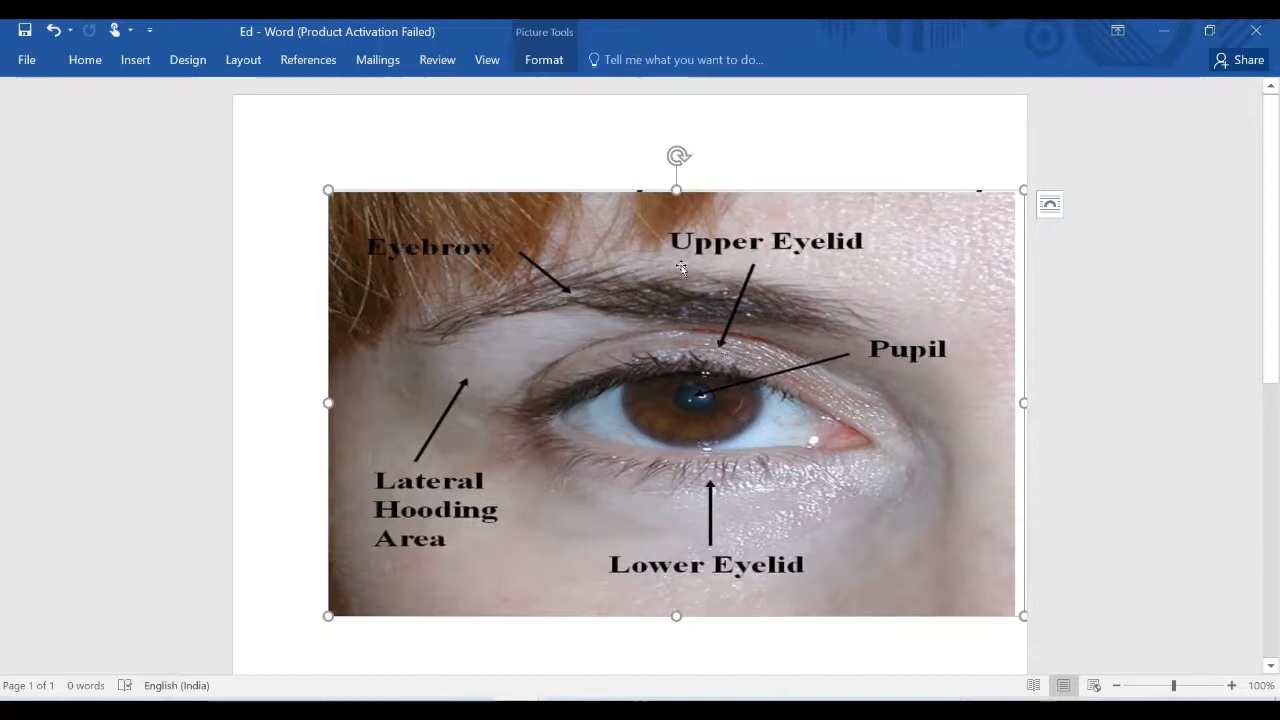 Ed - Word (Product Activation Failed)
Picture Tools
File Home Insert Design Layout References Mailings Review View Format Tell me what you want to do... Share
Eyebrow
Upper Eyelid
Pupil
Lateral
Hooding
Area
Lower Eyelid
Page 1 of 1 0 words English (India) 100%